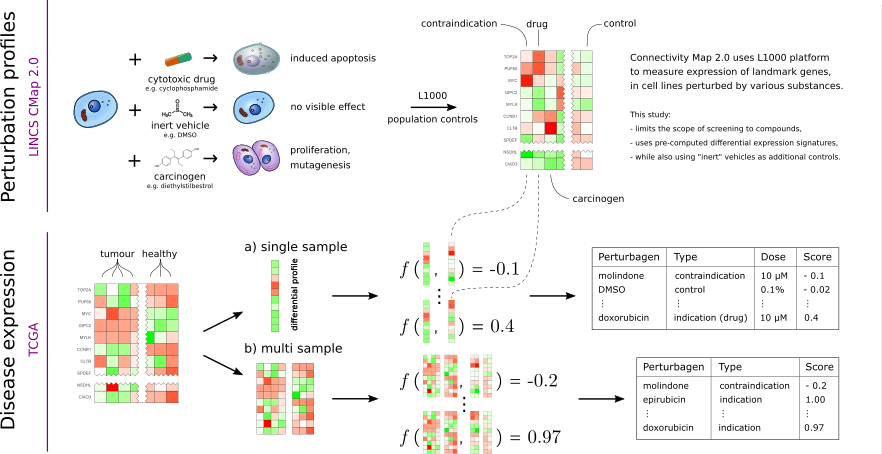 Perturbation profiles
LINCS CMap 2.0
+
cytotoxic drug
e.g. cyclophosphamide
induced apoptosis
+
H₃C
S
O
CH₃
inert vehicle
e.g. DMSO
no visible effect
+
carcinogen
e.g. diethylstilbestrol
proliferation,
mutagenesis
L1000
population controls
contraindication
drug
control
TOP2A
PUF60
MYC
GIPC2
MYLK
CCNB1
CLTB
SPDEF
NSDHL
CIAO3
carcinogen
Connectivity Map 2.0 uses L1000 platform
to measure expression of landmark genes,
in cell lines perturbed by various substances.
This study:
- limits the scope of screening to compounds,
- uses pre-computed differential expression signatures,
- while also using "inert" vehicles as additional controls.
Disease expression
TCGA
tumour healthy
TOP2A
PUF60
MYC
GIPC2
MYLK
CCNB1
CLTB
SPDEF
NSDHL
CIAO3
a) single sample
differential profile
f ( , ) = -0.1
⋮
f ( , ) = 0.4
Perturbagen Type Dose Score
molindone contraindication 10 μM - 0.1
DMSO control 0.1% - 0.02
⋮ ⋮ ⋮ ⋮
doxorubicin indication (drug) 10 μM 0.4
b) multi sample
f ( , ) = -0.2
⋮
f ( , ) = 0.97
Perturbagen Type Score
molindone contraindication - 0.2
epirubicin indication 1.00
⋮ ⋮ ⋮
doxorubicin indication 0.97